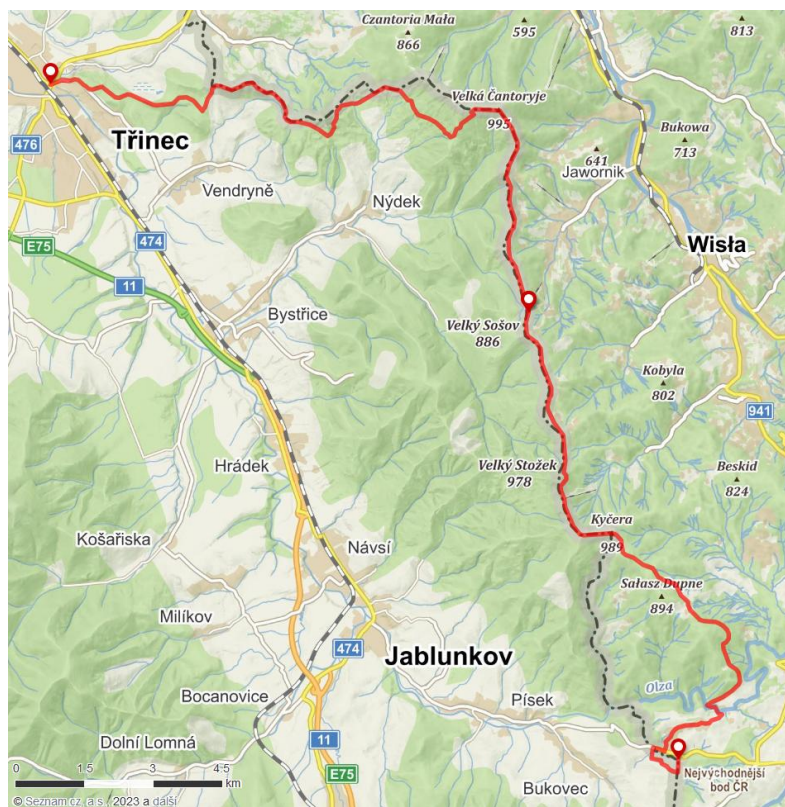 Czantoria Mała
866
595
813
Velká Čantoryje
995
Třinec
476
Bukowa
713
641
Jawornik
Vendryně
Nýdek
474
E75
Wisła
11
Bystřice
Velký Sošov
886
Kobyla
802
941
Hrádek
Velký Stožek
978
Beskid
824
Kyčera
989
Košariska
Návsí
Sałasz Dupne
894
Milíkov
474
Jablunkov
Olza
Bocanovice
Písek
11
Dolní Lomná
Nejvýchodnější
bod ČR
E75
Bukovec
0 1.5 3 4.5
km
© Seznam.cz, a.s., 2023 a další